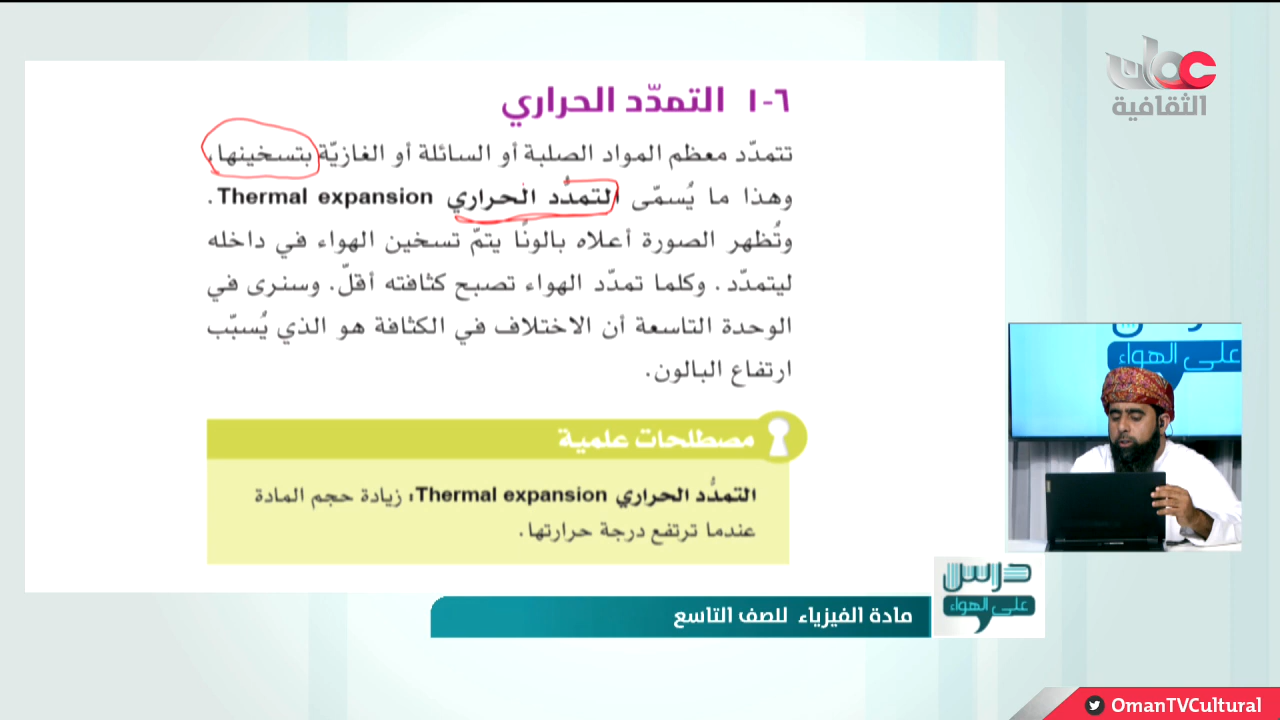 عمان
الثقافية
٦-١ التمدّد الحراري
تتمدّد معظم المواد الصلبة أو السائلة أو الغازيّة بتسخينها،
وهذا ما يُسمّى التمدُّد الحراري Thermal expansion .
وتُظهر الصورة أعلاه بالونًا يتمّ تسخين الهواء في داخله
ليتمدّد. وكلما تمدّد الهواء تصبح كثافته أقلّ. وسنرى في
الوحدة التاسعة أن الاختلاف في الكثافة هو الذي يُسبّب
ارتفاع البالون.
مصطلحات علمية
التمدُّد الحراري Thermal expansion: زيادة حجم المادة
عندما ترتفع درجة حرارتها.
على الهواء
درس
على الهواء
مادة الفيزياء للصف التاسع
OmanTVCultural